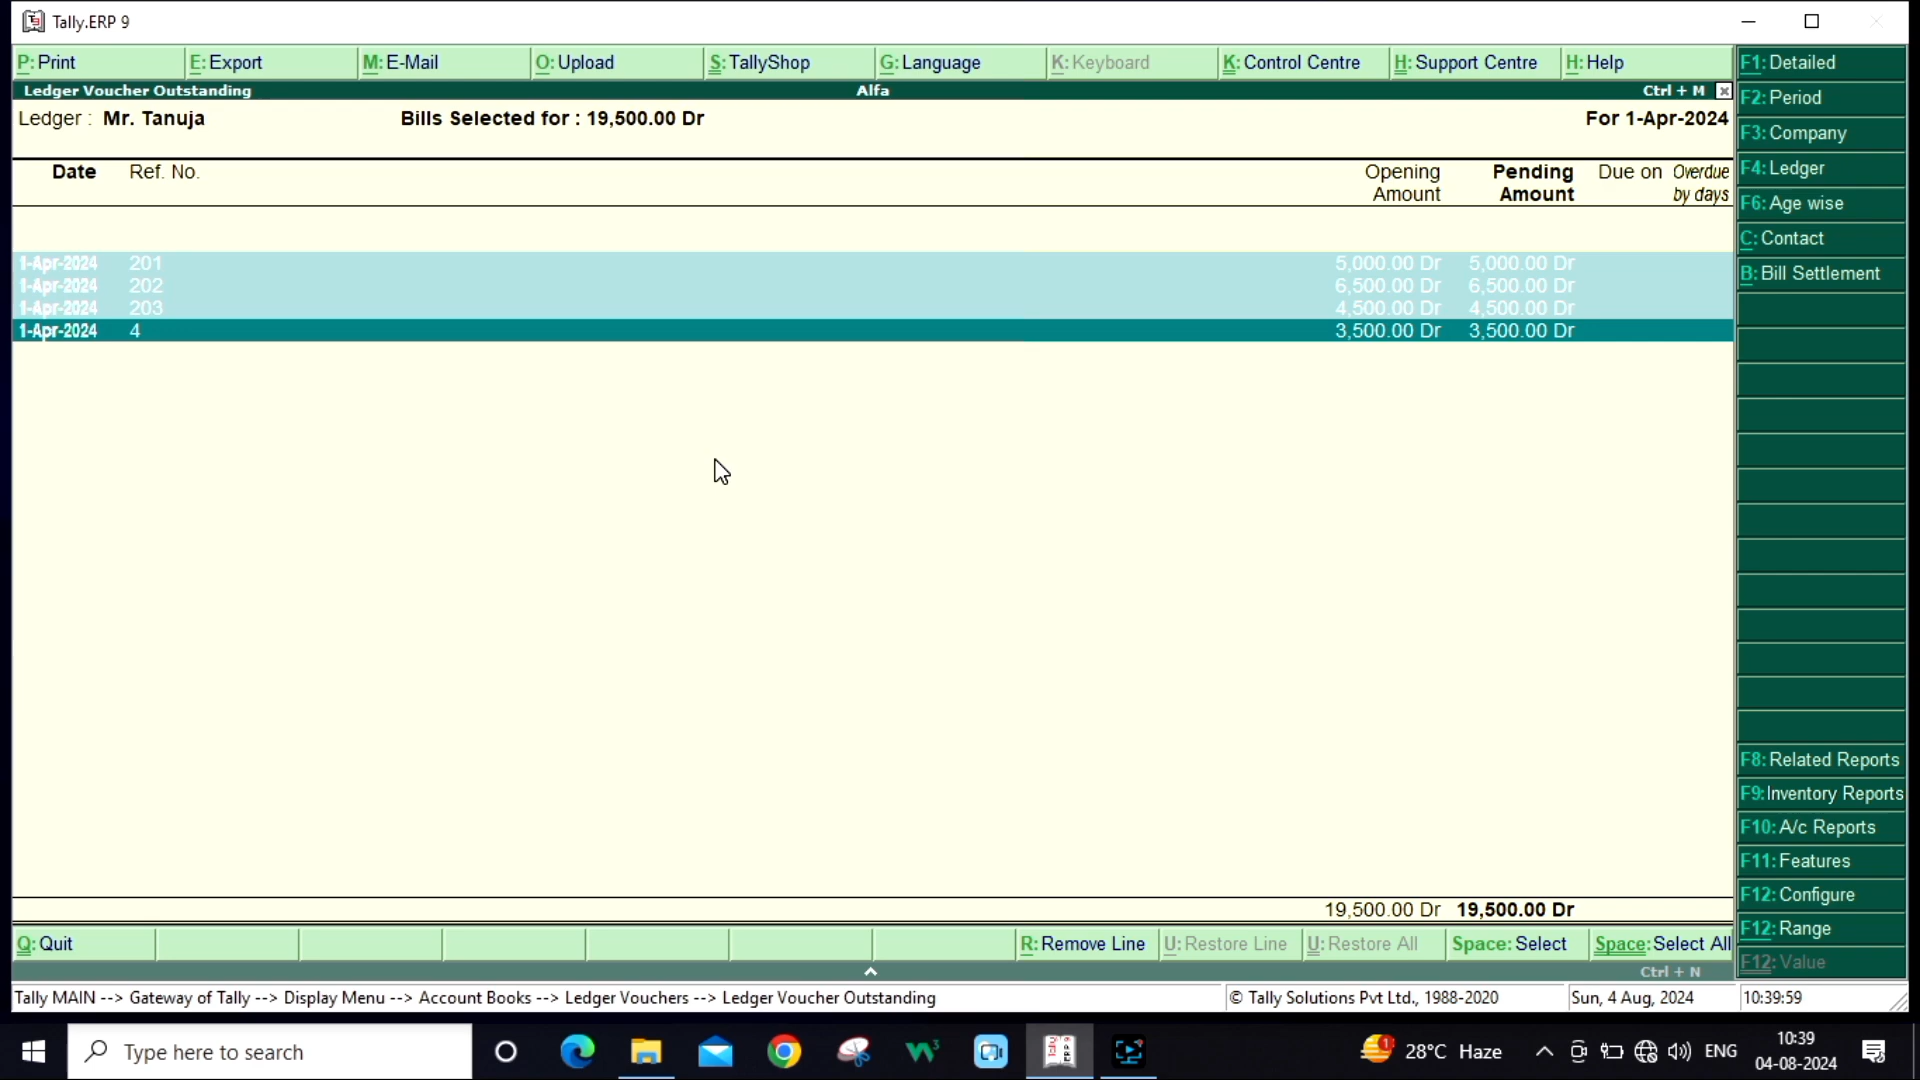 Tally.ERP 9
P: Print E: Export M: E-Mail O: Upload S: TallyShop G: Language K: Keyboard K: Control Centre H: Support Centre H: Help
Ledger Voucher Outstanding Alfa Ctrl + M
Ledger : Mr. Tanuja Bills Selected for : 19,500.00 Dr For 1-Apr-2024
Date Ref. No. Opening Pending Due on Overdue
Amount Amount by days
1-Apr-2024 201 5,000.00 Dr 5,000.00 Dr
1-Apr-2024 202 6,500.00 Dr 6,500.00 Dr
1-Apr-2024 203 4,500.00 Dr 4,500.00 Dr
1-Apr-2024 4 3,500.00 Dr 3,500.00 Dr
19,500.00 Dr 19,500.00 Dr
Q: Quit R: Remove Line U: Restore Line U: Restore All Space: Select Space: Select All
Ctrl + N
F1: Detailed
F2: Period
F3: Company
F4: Ledger
F6: Age wise
C: Contact
B: Bill Settlement
F8: Related Reports
F9: Inventory Reports
F10: A/c Reports
F11: Features
F12: Configure
F12: Range
F12: Value
Tally MAIN --> Gateway of Tally --> Display Menu --> Account Books --> Ledger Vouchers --> Ledger Voucher Outstanding © Tally Solutions Pvt Ltd., 1988-2020 Sun, 4 Aug, 2024 10:39:59
Type here to search 28°C Haze ENG 10:39
04-08-2024